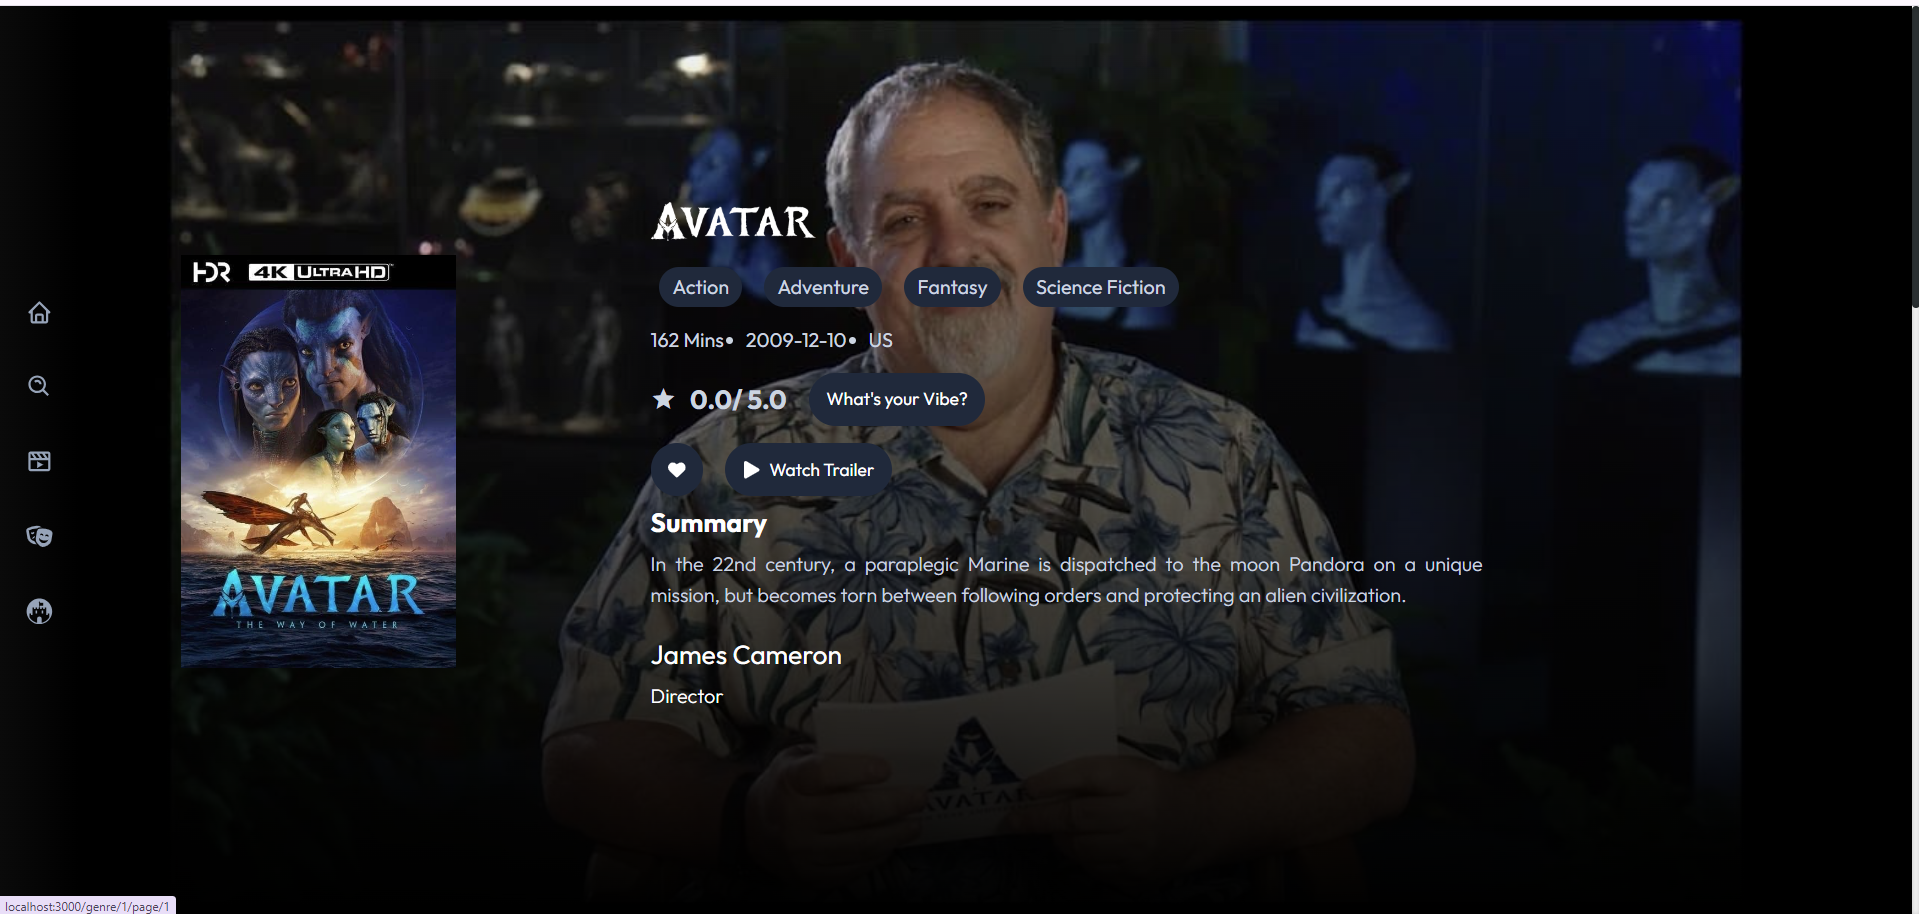 AVATAR
HDR 4K ULTRAHD
Action Adventure Fantasy Science Fiction
162 Mins• 2009-12-10• US
0.0/ 5.0 What's your Vibe?
Watch Trailer
Summary
In the 22nd century, a paraplegic Marine is dispatched to the moon Pandora on a unique
mission, but becomes torn between following orders and protecting an alien civilization.
AVATAR
THE WAY OF WATER
James Cameron
Director
AVATAR
localhost:3000/genre/1/page/1